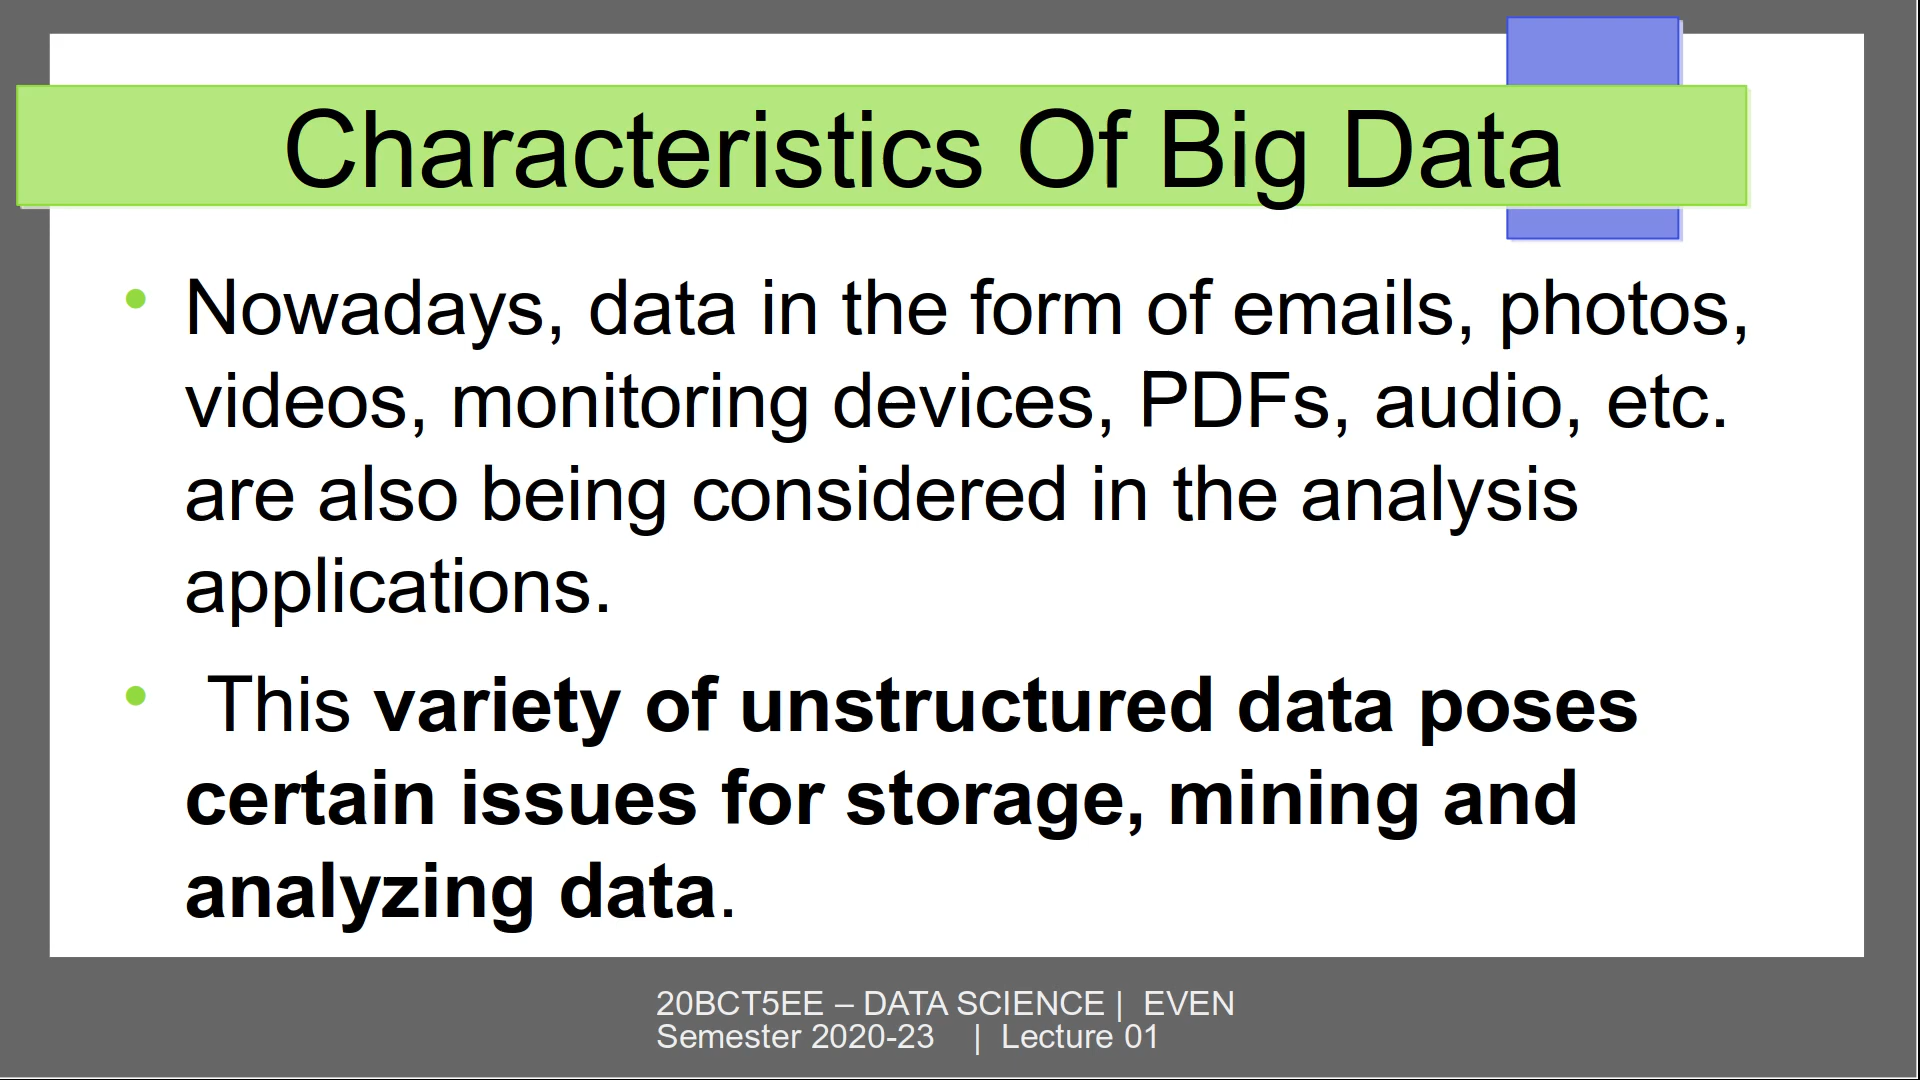 Characteristics Of Big Data
• Nowadays, data in the form of emails, photos,
videos, monitoring devices, PDFs, audio, etc.
are also being considered in the analysis
applications.
• This variety of unstructured data poses
certain issues for storage, mining and
analyzing data.
20BCT5EE – DATA SCIENCE | EVEN
Semester 2020-23 | Lecture 01